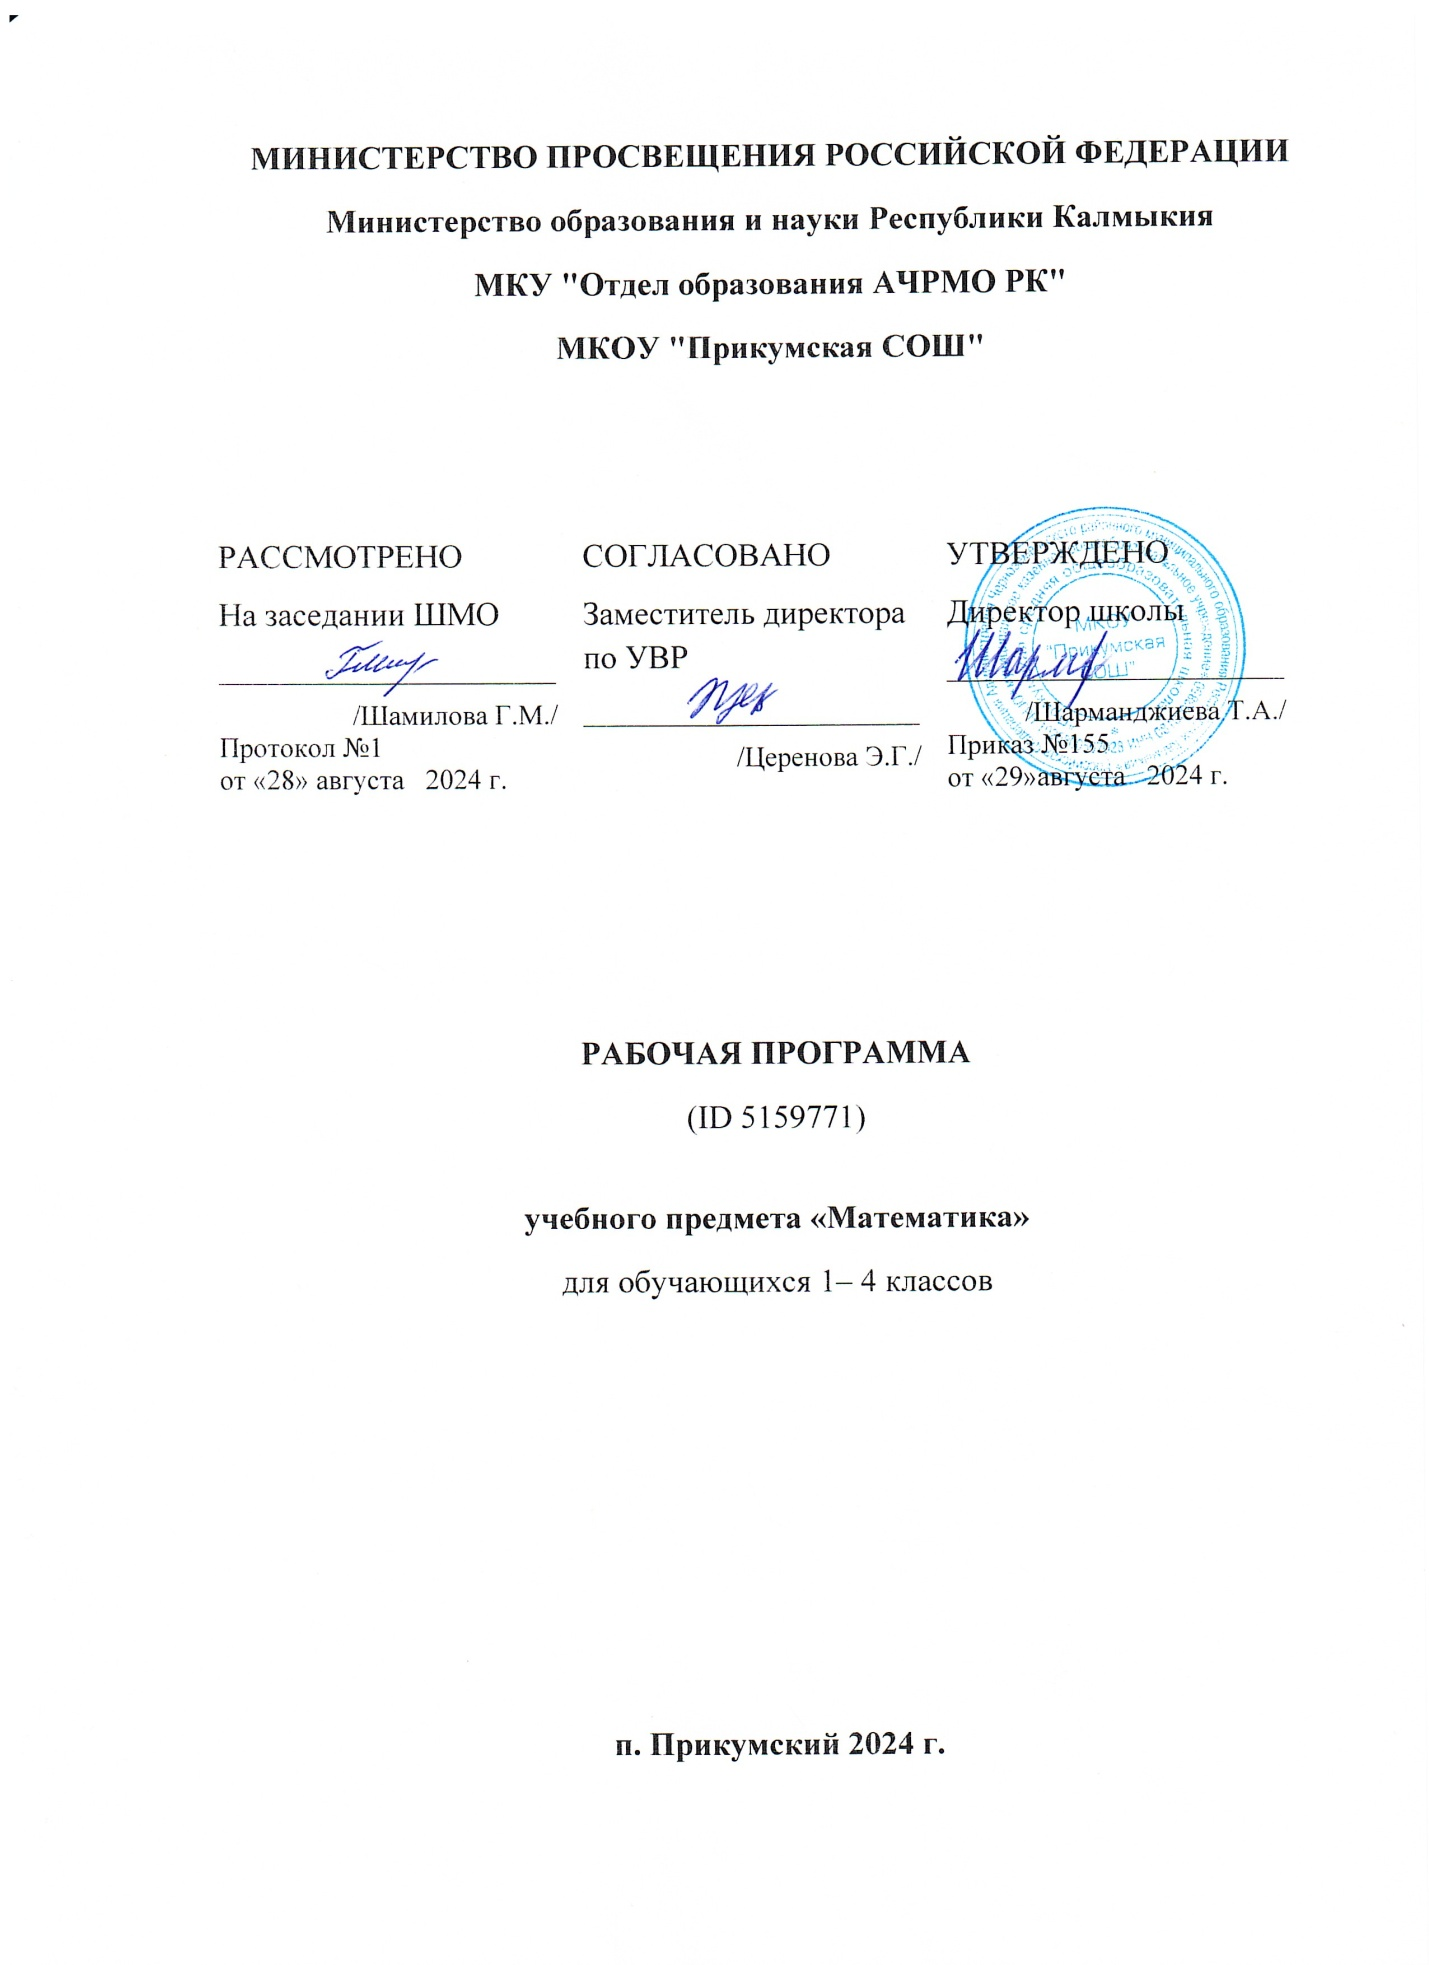 МИНИСТЕРСТВО ПРОСВЕЩЕНИЯ РОССИЙСКОЙ ФЕДЕРАЦИИ
Министерство образования и науки Республики Калмыкия
МКУ "Отдел образования АЧРМО РК"
МКОУ "Прикумская СОШ"
РАССМОТРЕНО
На заседании ШМО
/Шамилова Г.М./
Протокол №1
от «28» августа 2024 г.
СОГЛАСОВАНО
Заместитель директора
по УВР
/Церенова Э.Г./
УТВЕРЖДЕНО
Директор школы
/Шарманджиева Т.А./
Приказ №155
от «29»августа 2024 г.
МКОУ
"Прикумская
СОШ"
РАБОЧАЯ ПРОГРАММА
(ID 5159771)
учебного предмета «Математика»
для обучающихся 1– 4 классов
п. Прикумский 2024 г.